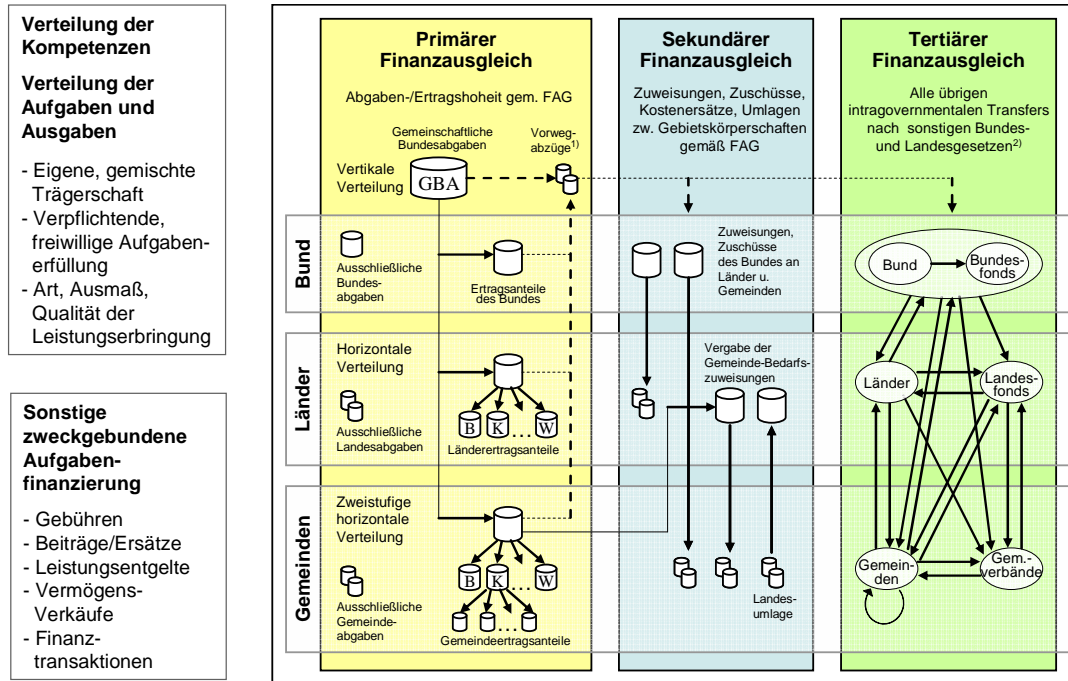 Verteilung der
Kompetenzen
Verteilung der
Aufgaben und
Ausgaben
- Eigene, gemischte
Trägerschaft
- Verpflichtende,
freiwillige Aufgaben-
erfüllung
- Art, Ausmaß,
Qualität der
Leistungserbringung
Sonstige
zweckgebundene
Aufgaben-
finanzierung
- Gebühren
- Beiträge/Ersätze
- Leistungsentgelte
- Vermögens-
Verkäufe
- Finanz-
transaktionen
Primärer
Finanzausgleich
Abgaben-/Ertragshoheit gem. FAG
Gemeinschaftliche
Bundesabgaben
Vorweg-
abzüge1)
Vertikale
Verteilung
GBA
Sekundärer
Finanzausgleich
Zuweisungen, Zuschüsse,
Kostenersätze, Umlagen
zw. Gebietskörperschaften
gemäß FAG
Tertiärer
Finanzausgleich
Alle übrigen
intragovernmentalen Transfers
nach sonstigen Bundes-
und Landesgesetzen2)
Bund
Ausschließliche
Bundes-
abgaben
Ertragsanteile
des Bundes
Zuweisungen,
Zuschüsse
des Bundes an
Länder u.
Gemeinden
Bund
Bundes-
fonds
Länder
Horizontale
Verteilung
Ausschließliche
Landesabgaben
B K ... W
Länderertragsanteile
Vergabe der
Gemeinde-Bedarfs-
zuweisungen
Länder
Landes-
fonds
Gemeinden
Zweistufige
horizontale
Verteilung
Ausschließliche
Gemeinde-
abgaben
B K ... W
...
Gemeindeertragsanteile
Landes-
umlage
Gemein-
den
Gem.-
verbände